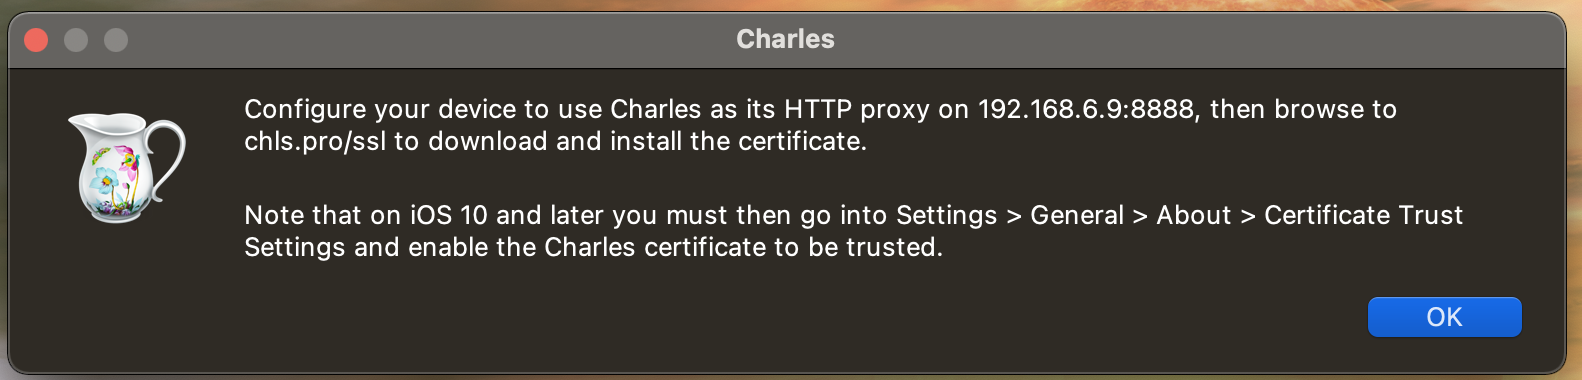 Charles
Configure your device to use Charles as its HTTP proxy on 192.168.6.9:8888, then browse to
chls.pro/ssl to download and install the certificate.
Note that on iOS 10 and later you must then go into Settings > General > About > Certificate Trust
Settings and enable the Charles certificate to be trusted.
OK